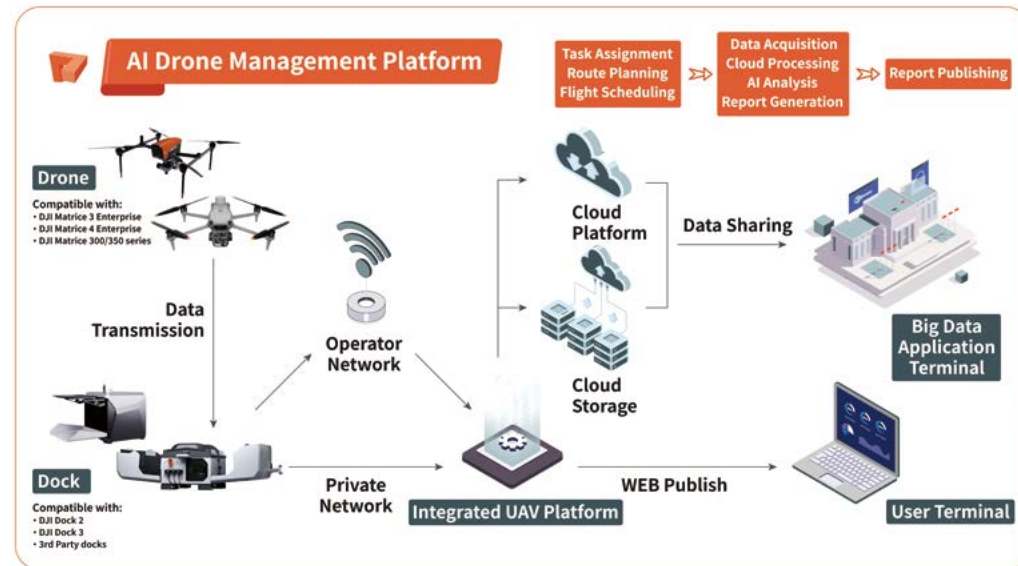 AI Drone Management Platform
Task Assignment
Route Planning
Flight Scheduling
Data Acquisition
Cloud Processing
AI Analysis
Report Generation
Report Publishing
Drone
Compatible with:
• DJI Matrice 3 Enterprise
• DJI Matrice 4 Enterprise
• DJI Matrice 300/350 series
Data
Transmission
Operator
Network
Cloud
Platform
Data Sharing
Big Data
Application
Terminal
Cloud
Storage
Dock
Compatible with:
• DJI Dock 2
• DJI Dock 3
• 3rd Party docks
Private
Network
Integrated UAV Platform
WEB Publish
User Terminal